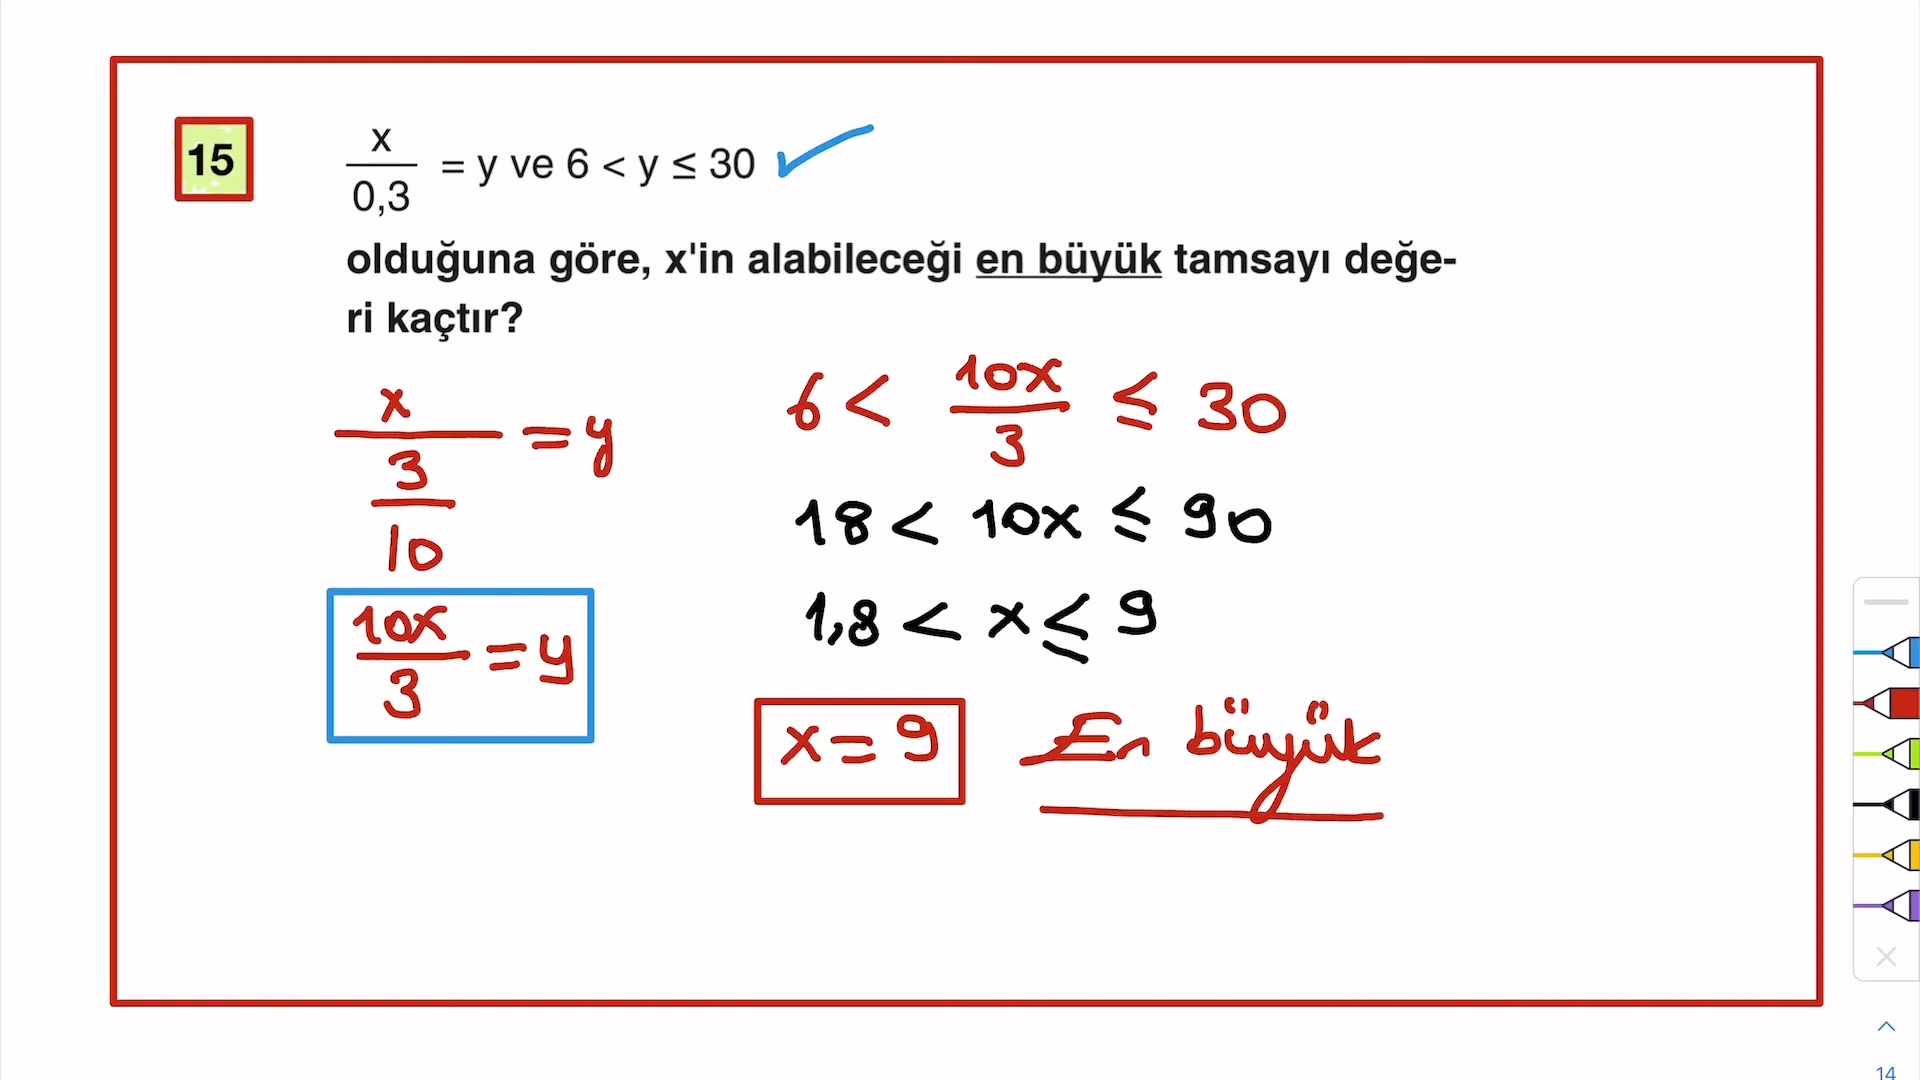 15
x/0,3 = y ve 6 < y ≤ 30
olduğuna göre, x'in alabileceği en büyük tamsayı değe-
ri kaçtır?
x/(3/10) = y
10x/3 = y
6 < 10x/3 ≤ 30
18 < 10x ≤ 90
1,8 < x ≤ 9
x = 9 En büyük
14